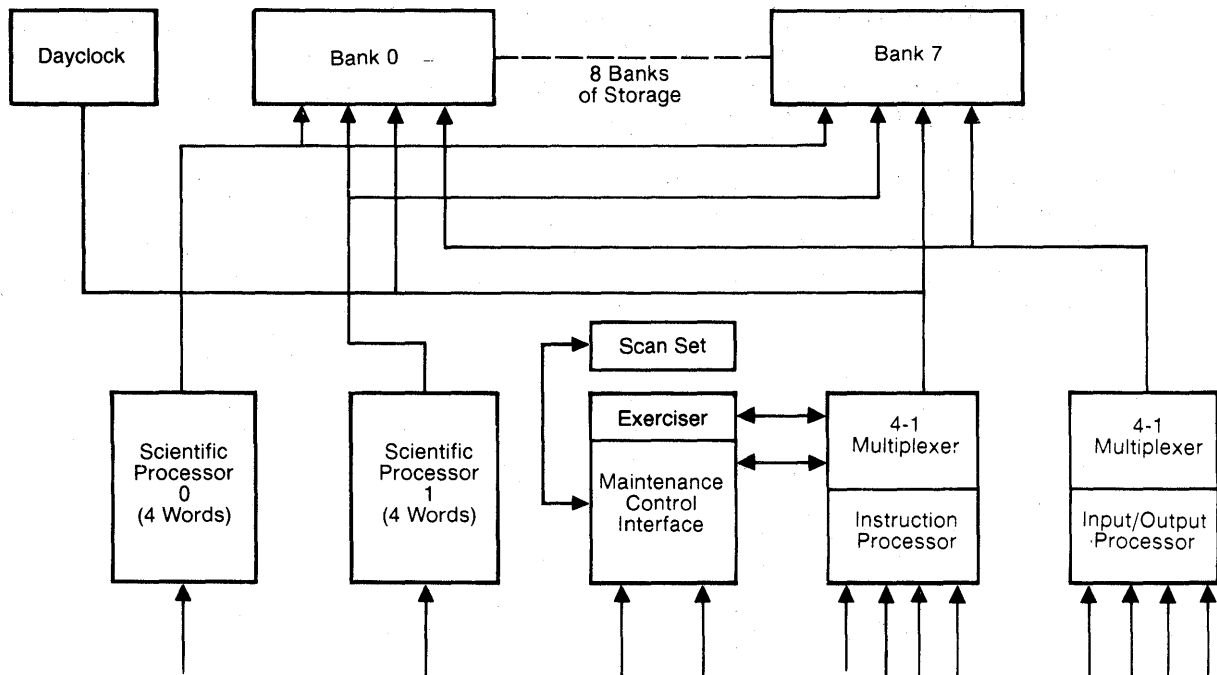 Dayclock
Bank 0
8 Banks
of Storage
Bank 7
Scan Set
Scientific
Processor
0
(4 Words)
Scientific
Processor
1
(4 Words)
Exerciser
Maintenance
Control
Interface
4-1
Multiplexer
Instruction
Processor
4-1
Multiplexer
Input/Output
Processor